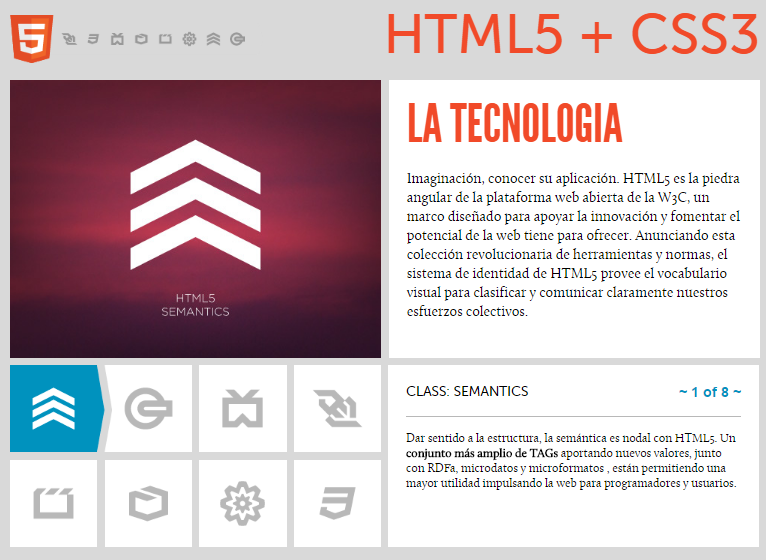 HTML5 + CSS3
LA TECNOLOGIA
Imaginación, conocer su aplicación. HTML5 es la piedra
angular de la plataforma web abierta de la W3C, un
marco diseñado para apoyar la innovación y fomentar el
potencial de la web tiene para ofrecer. Anunciando esta
colección revolucionaria de herramientas y normas, el
sistema de identidad de HTML5 provee el vocabulario
visual para clasificar y comunicar claramente nuestros
esfuerzos colectivos.
HTML5
SEMANTICS
CLASS: SEMANTICS
~ 1 of 8 ~
Dar sentido a la estructura, la semántica es nodal con HTML5. Un
conjunto más amplio de TAGs aportando nuevos valores, junto
con RDFa, microdatos y microformatos , están permitiendo una
mayor utilidad impulsando la web para programadores y usuarios.